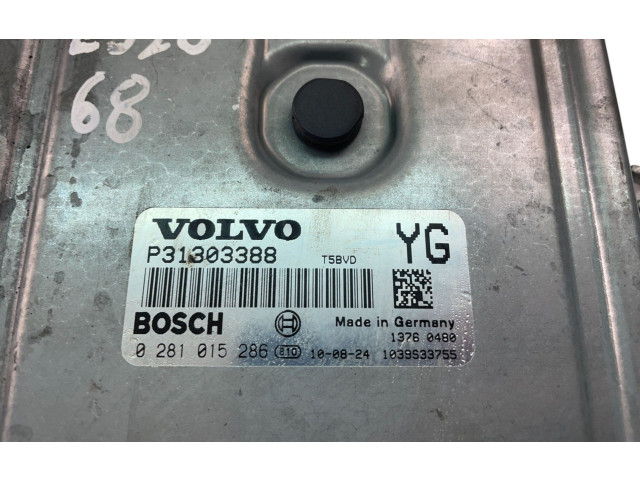 68
VOLVO YG
P31303388 T5BVD
BOSCH Made in Germany
1376 0480
0 281 015 286 010 10-08-24 1039S33755